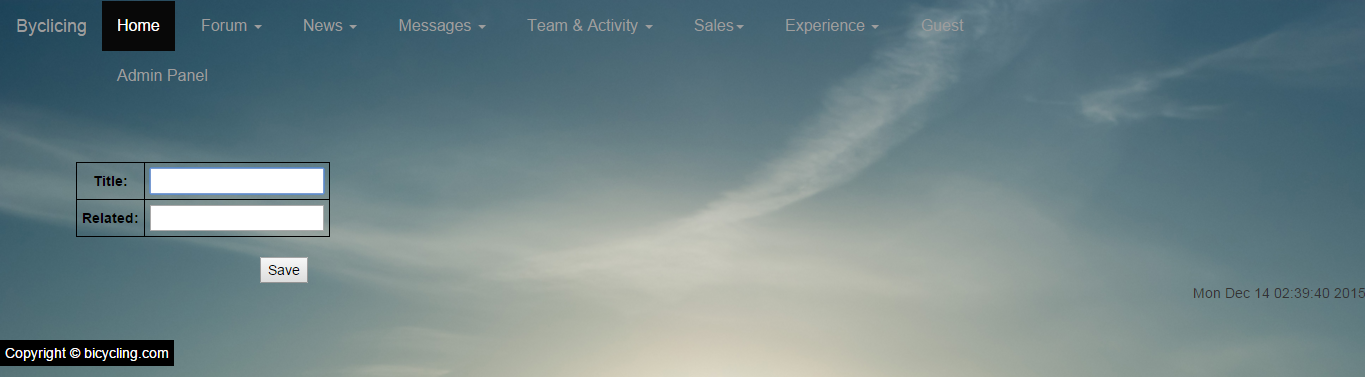 Byclicing Home Forum News Messages Team & Activity Sales Experience Guest
Admin Panel
Title:
Related:
Save
Mon Dec 14 02:39:40 2015
Copyright © bicycling.com